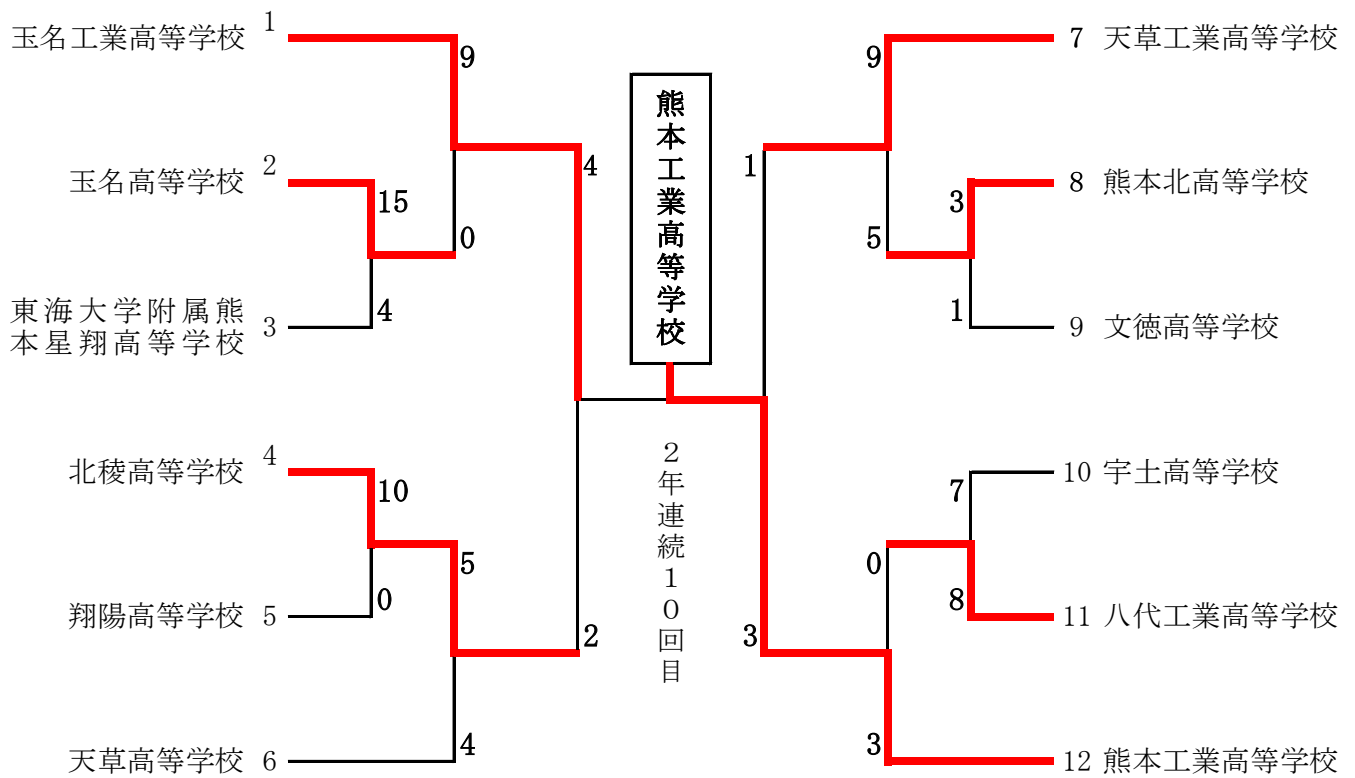 玉名工業高等学校 1
9
玉名高等学校 2
15
0
東海大学附属熊
本星翔高等学校 3
4
4
北稜高等学校 4
10
5
翔陽高等学校 5
0
2
天草高等学校 6
4
熊本工業高等学校
２年連続１０回目
7 天草工業高等学校
9
1
8 熊本北高等学校
3
5
9 文徳高等学校
1
10 宇土高等学校
7
0
11 八代工業高等学校
8
3
12 熊本工業高等学校
3